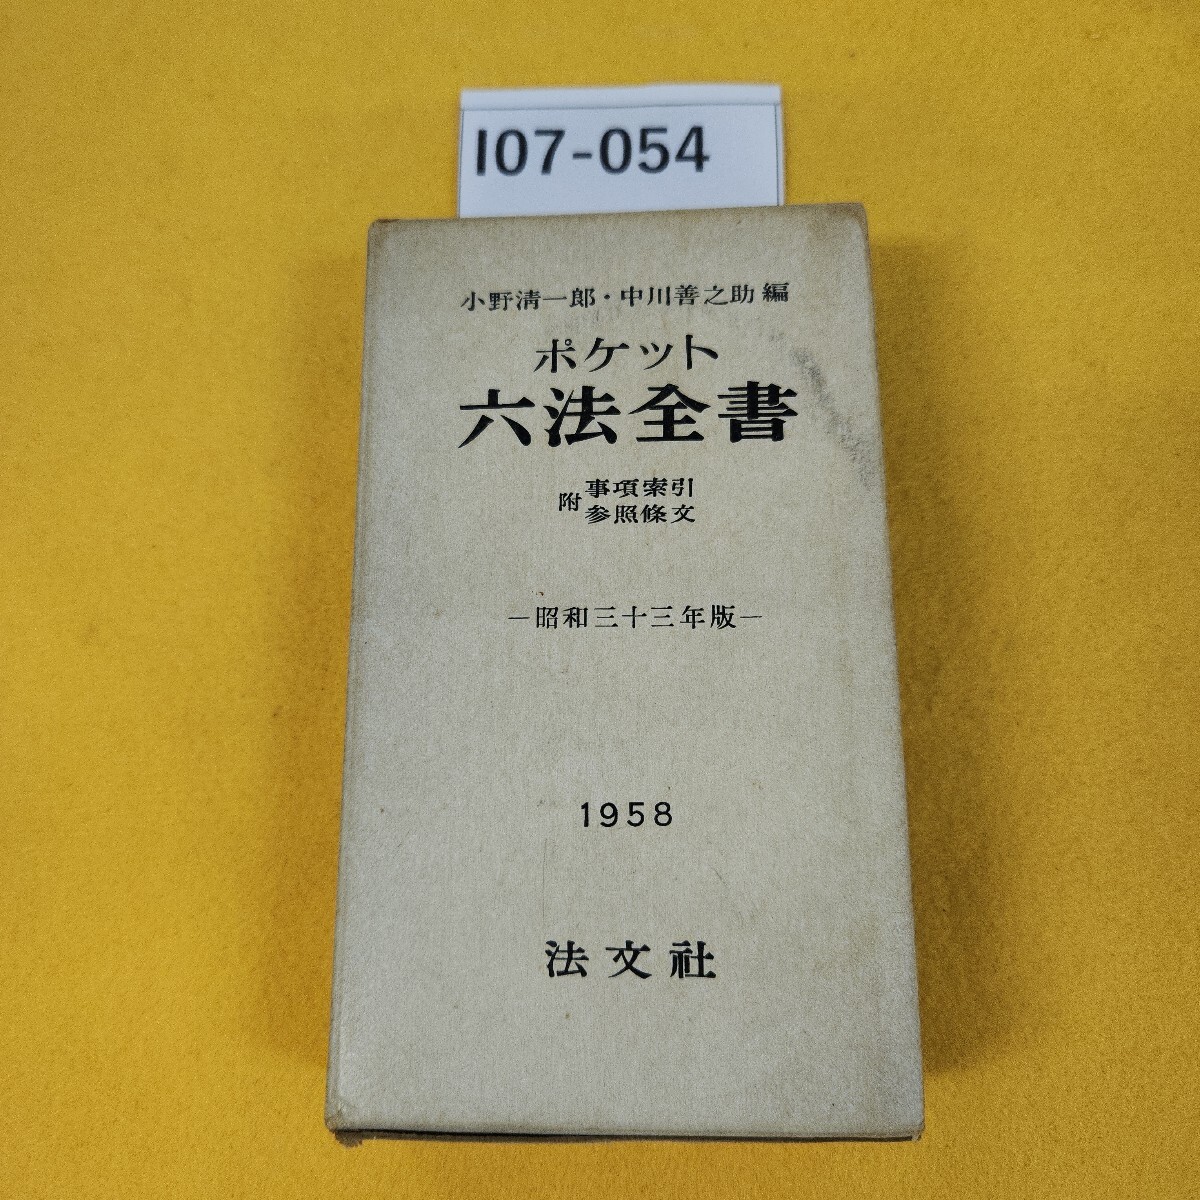 I07-054
小野清一郎・中川善之助 編
ポケット
六法全書
附 事項索引
参照條文
―昭和三十三年版―
1958
法文社